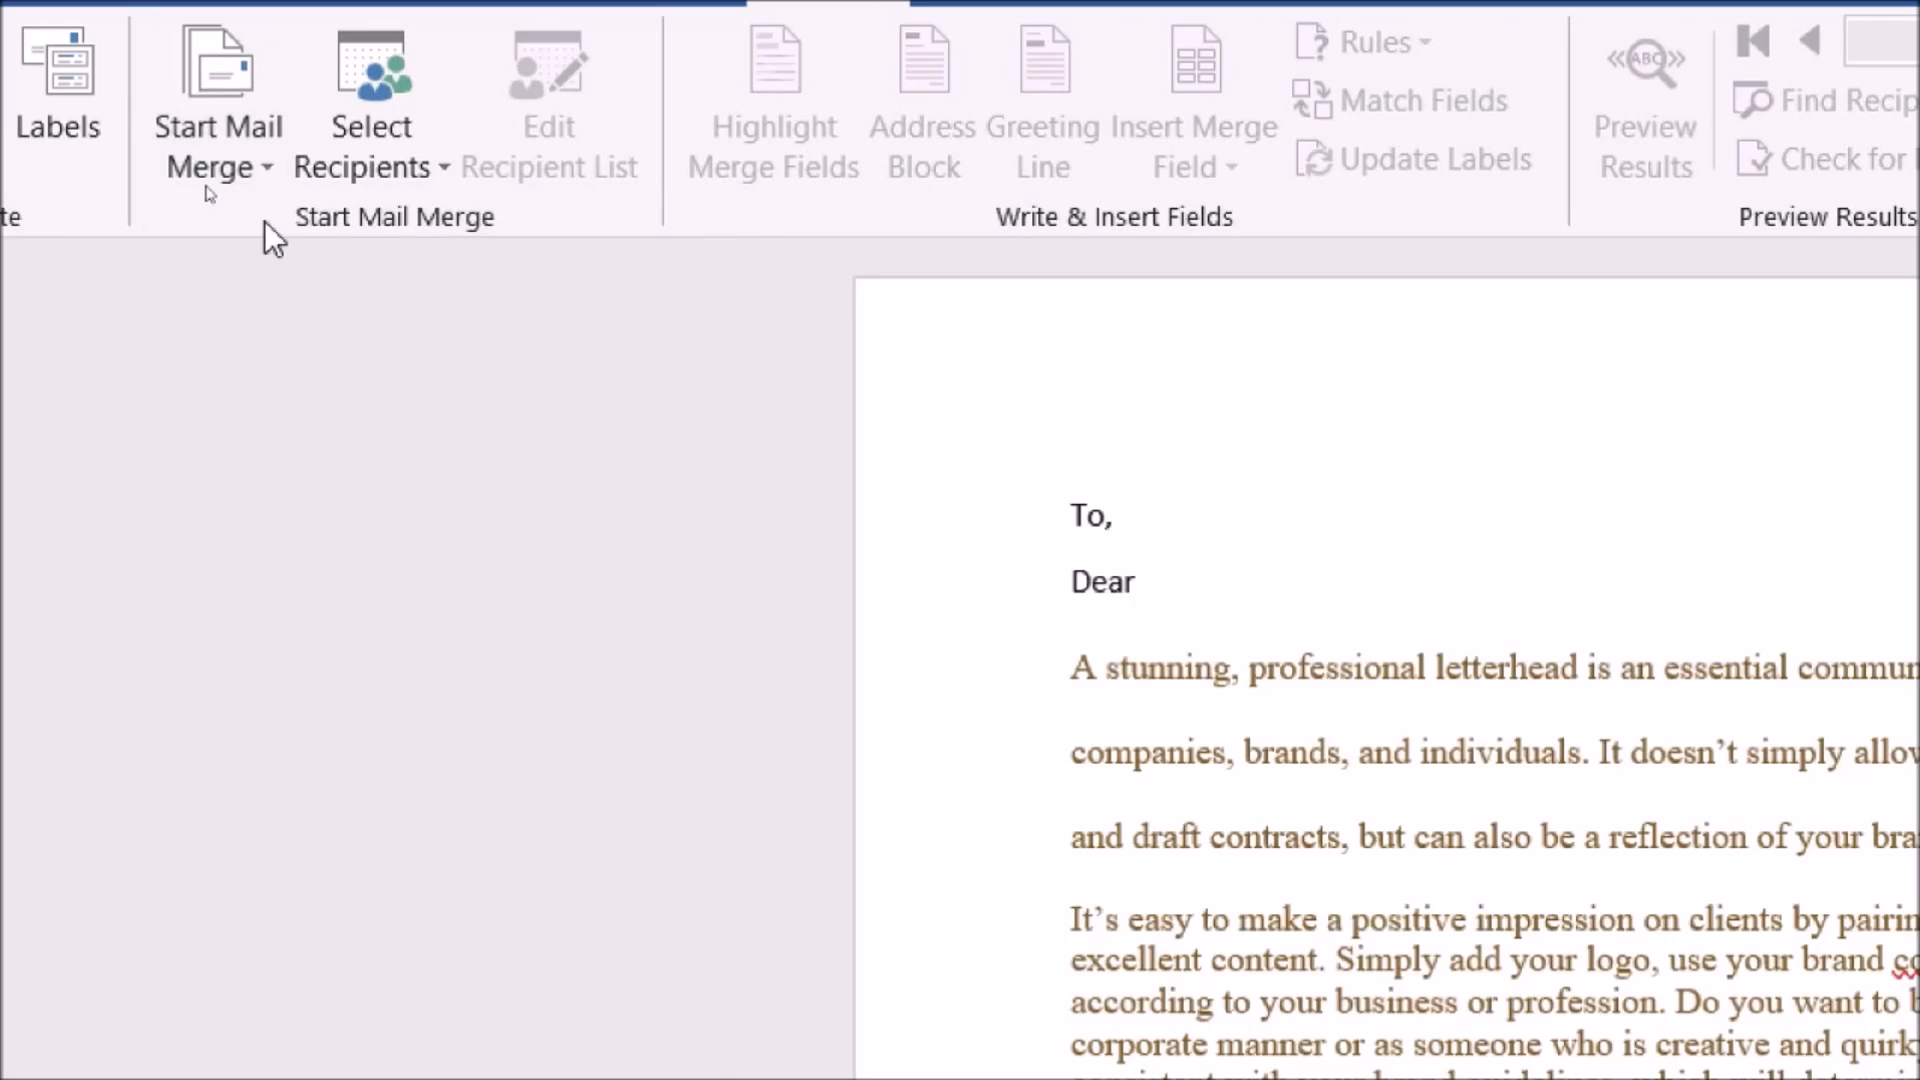 Labels
Start Mail
Merge
Select
Recipients
Edit
Recipient List
Highlight
Merge Fields
Address
Block
Greeting
Line
Insert Merge
Field
Rules
Match Fields
Update Labels
ABC
Preview
Results
Find Recip
Check for
te
Start Mail Merge
Write & Insert Fields
Preview Results
To,
Dear
A stunning, professional letterhead is an essential commun
companies, brands, and individuals. It doesn’t simply allow
and draft contracts, but can also be a reflection of your bra
It’s easy to make a positive impression on clients by pairin
excellent content. Simply add your logo, use your brand co
according to your business or profession. Do you want to b
corporate manner or as someone who is creative and quirk